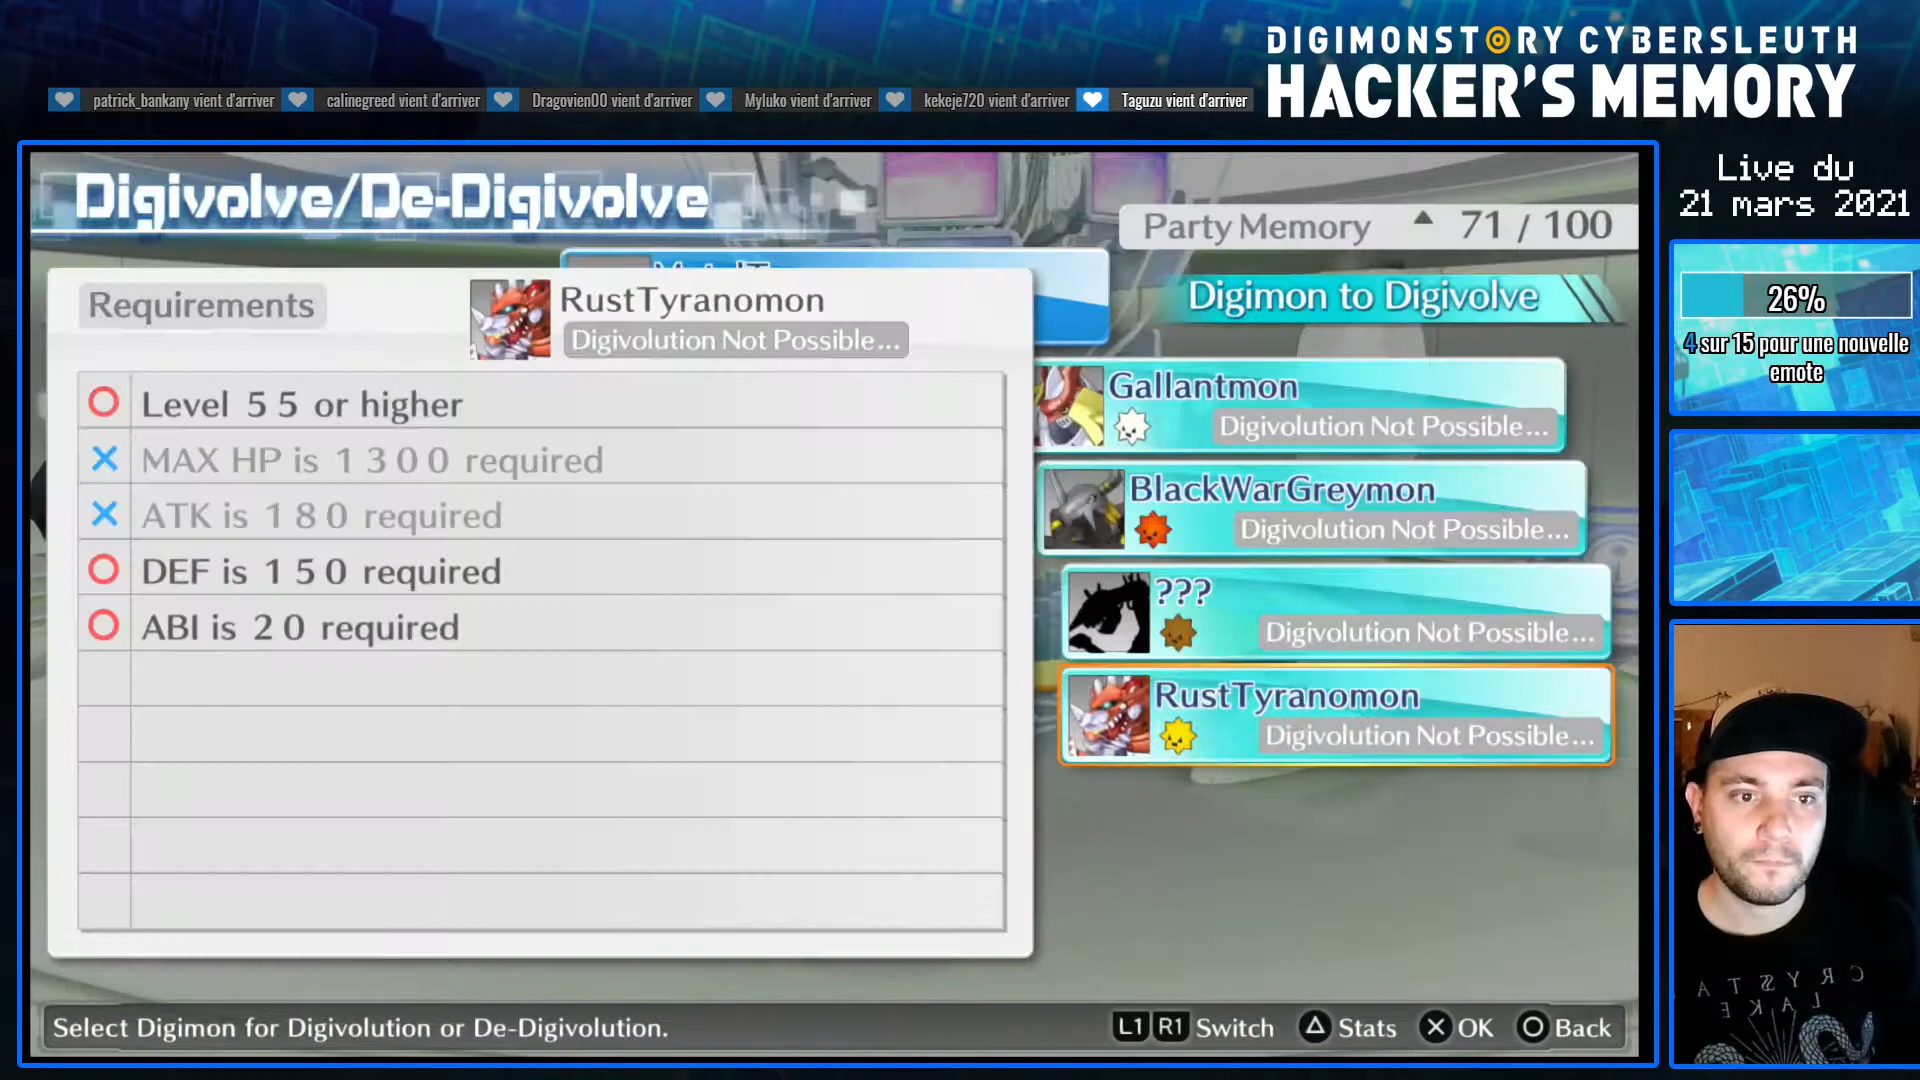 DIGIMONSTORY CYBERSLEUTH
HACKER'S MEMORY
patrick_bankany vient d'arriver
calinegreed vient d'arriver
Dragovien00 vient d'arriver
Myluko vient d'arriver
kekeje720 vient d'arriver
Taguzu vient d'arriver
Live du
21 mars 2021
Digivolve/De-Digivolve
Party Memory ▲ 71 / 100
Requirements
RustTyranomon
Digivolution Not Possible...
Level 55 or higher
MAX HP is 1300 required
ATK is 180 required
DEF is 150 required
ABI is 20 required
Digimon to Digivolve
Gallantmon
Digivolution Not Possible...
BlackWarGreymon
Digivolution Not Possible...
???
Digivolution Not Possible...
RustTyranomon
Digivolution Not Possible...
26%
4 sur 15 pour une nouvelle
emote
CRYSTA
LAKE
Select Digimon for Digivolution or De-Digivolution.
L1 R1 Switch
Stats
OK
Back